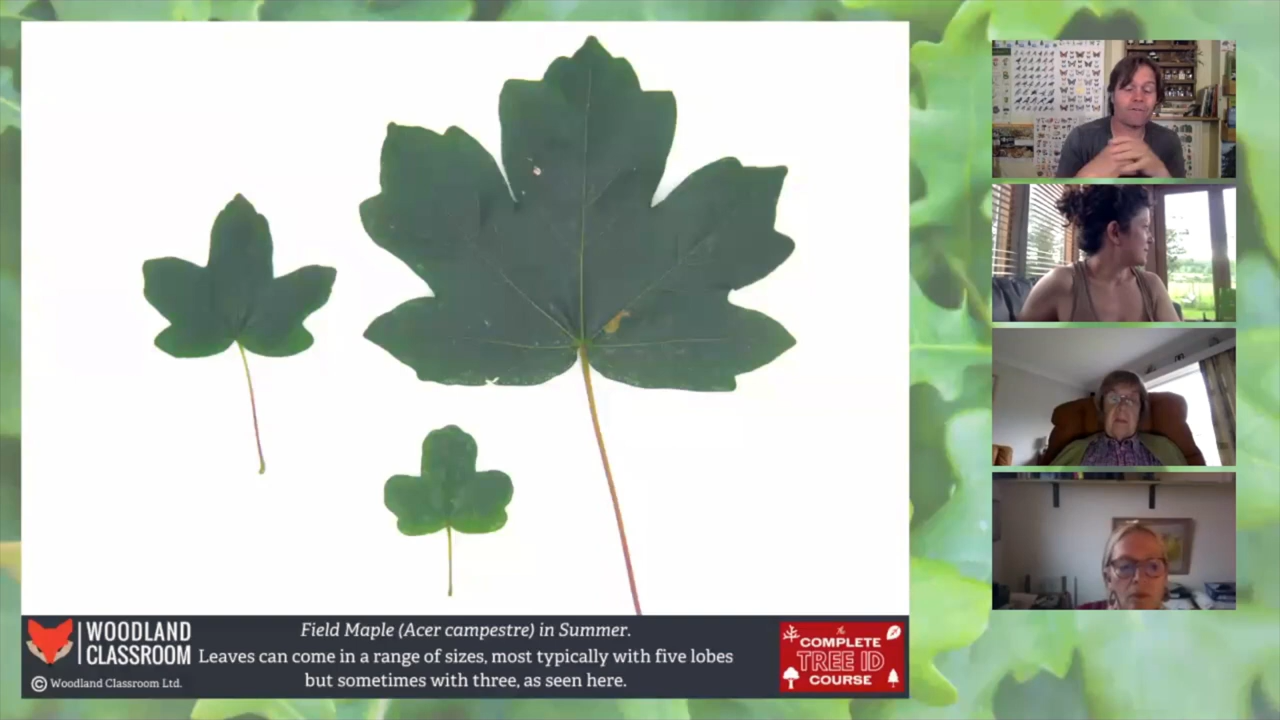 WOODLAND
CLASSROOM
© Woodland Classroom Ltd.
Field Maple (Acer campestre) in Summer.
Leaves can come in a range of sizes, most typically with five lobes
but sometimes with three, as seen here.
The
COMPLETE
TREE ID
COURSE